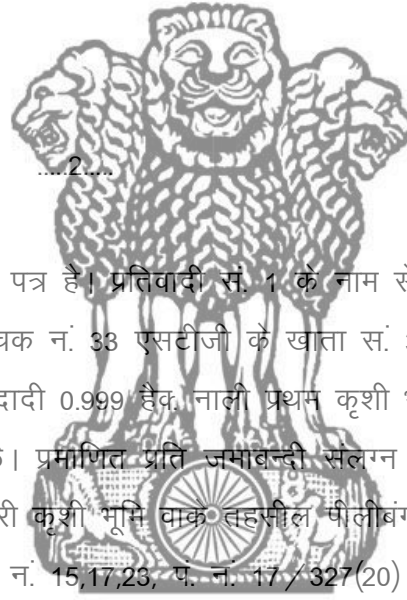 .....2.....
पत्र है। प्रतिवादी सं. 1 के नाम से
चक नं. 33 एसटीजी के खाता सं.
दादी 0.999 हैक. नाली प्रथम कृशी
। प्रमाणित प्रति जमाबन्दी संलग्न
री कृशी भूमि वाके तहसील पीलीबं
नं. 15,17,23, पं. नं. 17/327(20)